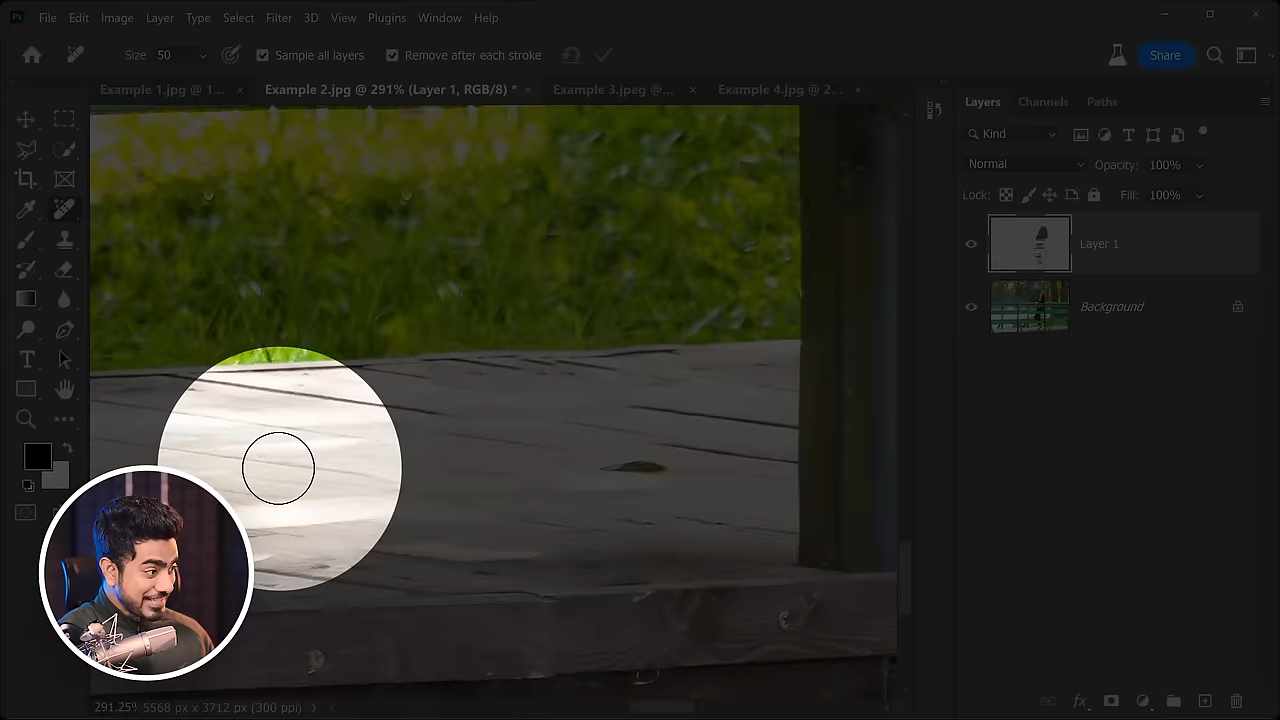 Ps File Edit Image Layer Type Select Filter 3D View Plugins Window Help
Size 50 Sample all layers Remove after each stroke Share
Example 1.jpg @ 1... × Example 2.jpg @ 291% (Layer 1, RGB/8) * × Example 3.jpeg @... × Example 4.jpg @ 2... ×
Layers Channels Paths
Kind
Normal Opacity: 100%
Lock: Fill: 100%
Layer 1
Background
fx
291.25% 5568 px x 3712 px (300 ppi)